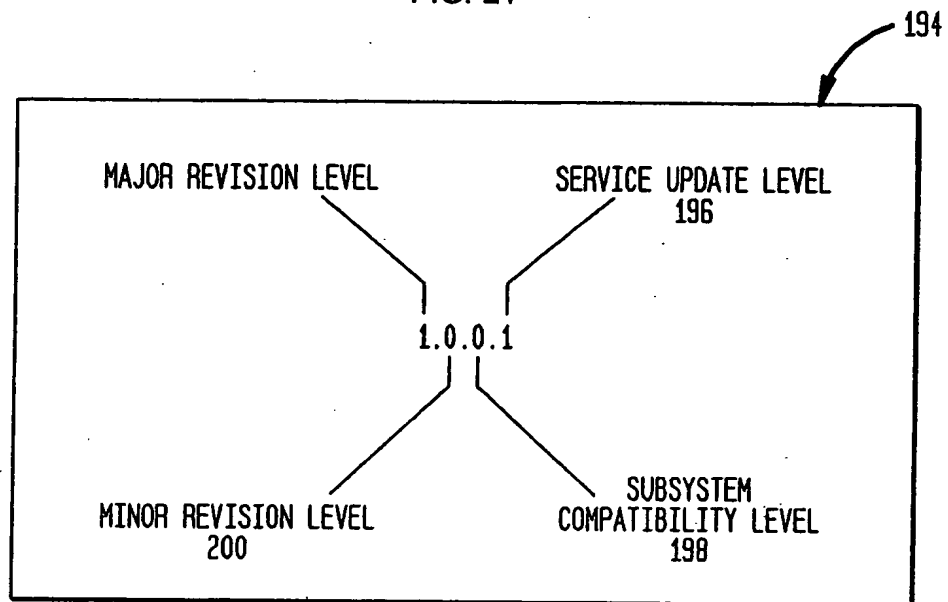 194
MAJOR REVISION LEVEL
SERVICE UPDATE LEVEL
196
1.0.0.1
MINOR REVISION LEVEL
200
SUBSYSTEM
COMPATIBILITY LEVEL
198